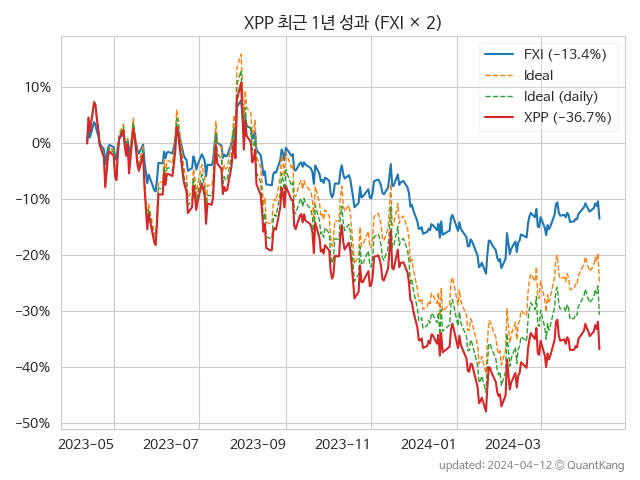 XPP 최근 1년 성과 (FXI × 2)
FXI (−13.4%)
Ideal
Ideal (daily)
XPP (−36.7%)
10%
0%
−10%
−20%
−30%
−40%
−50%
2023-05 2023-07 2023-09 2023-11 2024-01 2024-03
updated: 2024-04-12 © QuantKang